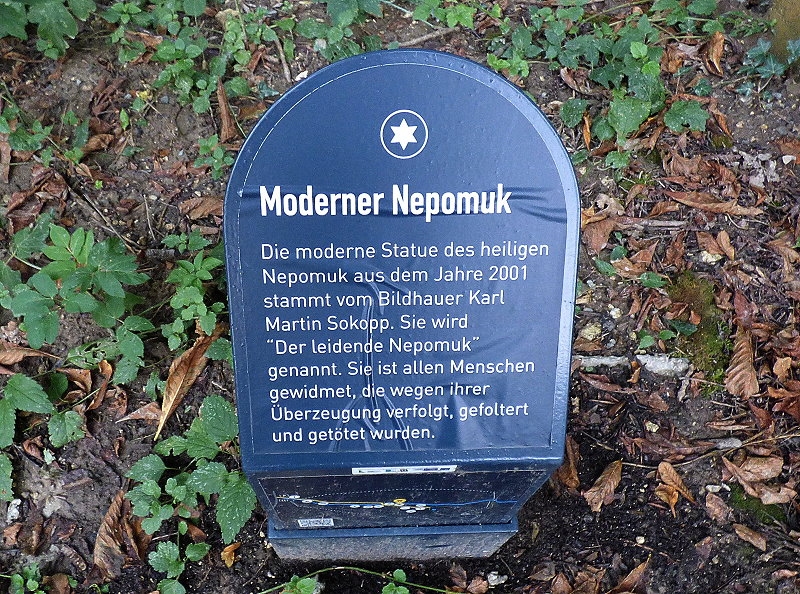 Moderner Nepomuk
Die moderne Statue des heiligen
Nepomuk aus dem Jahre 2001
stammt vom Bildhauer Karl
Martin Sokopp. Sie wird
“Der leidende Nepomuk”
genannt. Sie ist allen Menschen
gewidmet, die wegen ihrer
Überzeugung verfolgt, gefoltert
und getötet wurden.